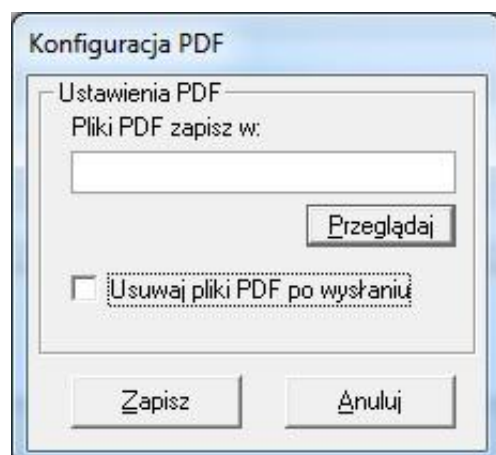 Konfiguracja PDF
Ustawienia PDF
Pliki PDF zapisz w:
Przeglądaj
Usuwaj pliki PDF po wysłaniu
Zapisz
Anuluj